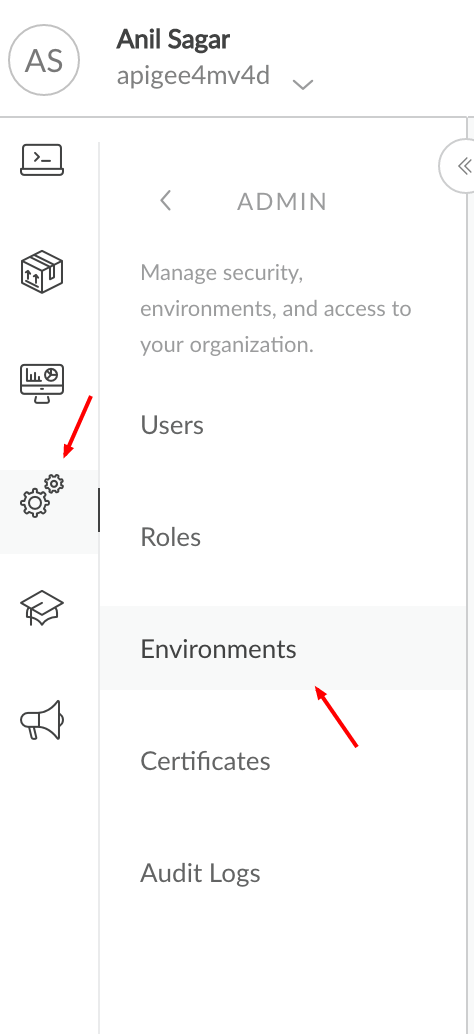 AS
Anil Sagar
apigee4mv4d
ADMIN
Manage security,
environments, and access to
your organization.
Users
Roles
Environments
Certificates
Audit Logs